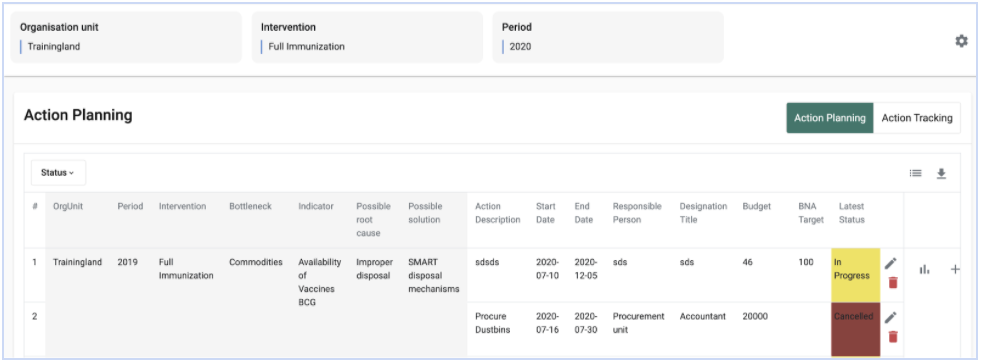 Organisation unit
Trainingland
Intervention
Full Immunization
Period
2020
Action Planning
Action Planning
Action Tracking
Status
# OrgUnit Period Intervention Bottleneck Indicator Possible root cause Possible solution Action Description Start Date End Date Responsible Person Designation Title Budget BNA Target Latest Status
1 Trainingland 2019 Full Immunization Commodities Availability of Vaccines BCG Improper disposal SMART disposal mechanisms sdsds 2020-07-10 2020-12-05 sds sds 46 100 In Progress
2 Procure Dustbins 2020-07-16 2020-07-30 Procurement unit Accountant 20000 Cancelled